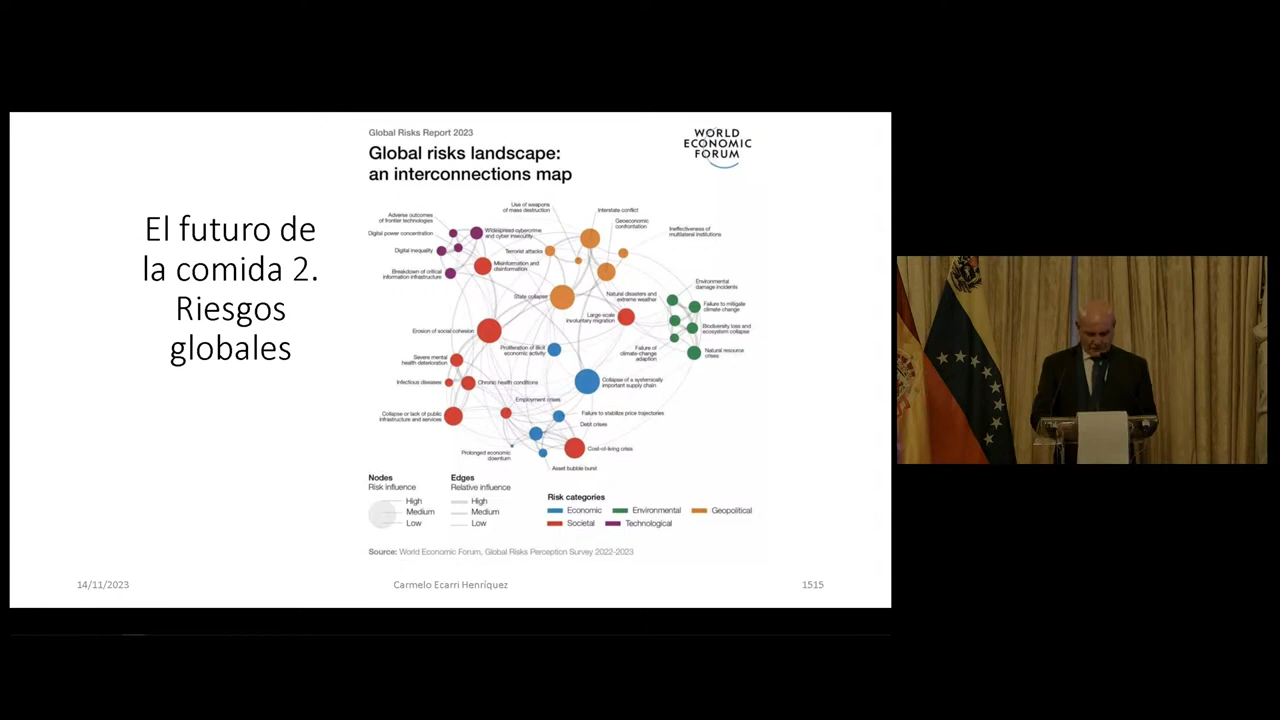 El futuro de
la comida 2.
Riesgos
globales
Global Risks Report 2023
Global risks landscape:
an interconnections map
WORLD
ECONOMIC
FORUM
Use of weapons
of mass destruction
Interstate conflict
Adverse outcomes
of frontier technologies
Geoeconomic
confrontation
Digital power concentration
Widespread cybercrime
and cyber insecurity
Ineffectiveness of
multilateral institutions
Digital inequality
Terrorist attacks
Breakdown of critical
information infrastructure
Misinformation and
disinformation
Natural disasters and
extreme weather
Environmental
damage incidents
State collapse
Failure to mitigate
climate change
Large-scale
involuntary migration
Biodiversity loss and
ecosystem collapse
Erosion of social cohesion
Proliferation of illicit
economic activity
Failure of
climate-change
adaption
Natural resource
crises
Severe mental
health deterioration
Infectious diseases
Chronic health conditions
Collapse of a systemically
important supply chain
Employment crises
Collapse or lack of public
infrastructure and services
Failure to stabilize price trajectories
Debt crises
Prolonged economic
downturn
Cost-of-living crisis
Asset bubble burst
Nodes
Risk influence
High
Medium
Low
Edges
Relative influence
High
Medium
Low
Risk categories
Economic
Environmental
Geopolitical
Societal
Technological
Source: World Economic Forum, Global Risks Perception Survey 2022-2023
14/11/2023
Carmelo Ecarri Henríquez
1515